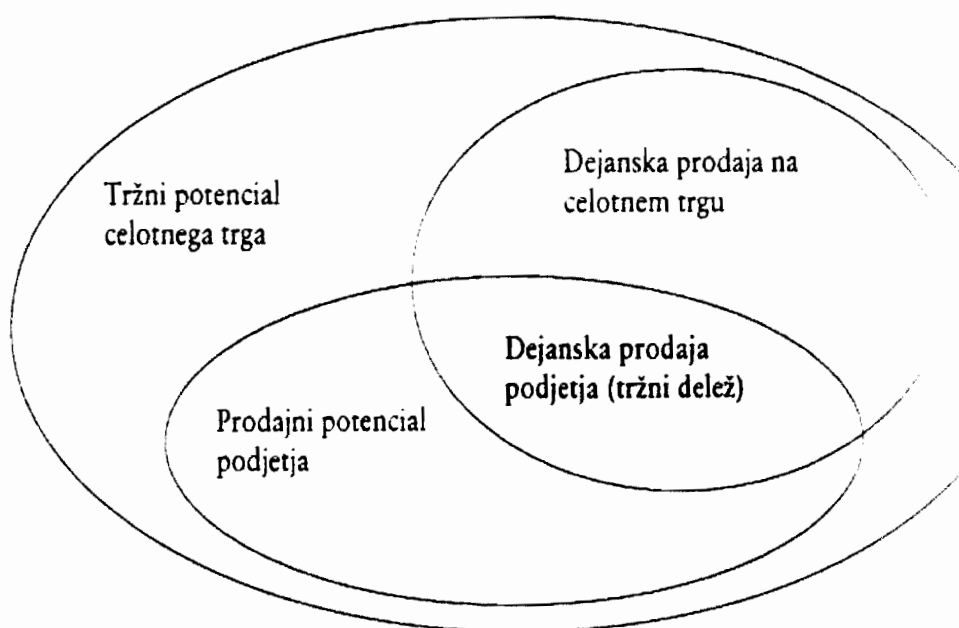 Tržni potencial
celotnega trga
Dejanska prodaja na
celotnem trgu
Dejanska prodaja
podjetja (tržni delež)
Prodajni potencial
podjetja